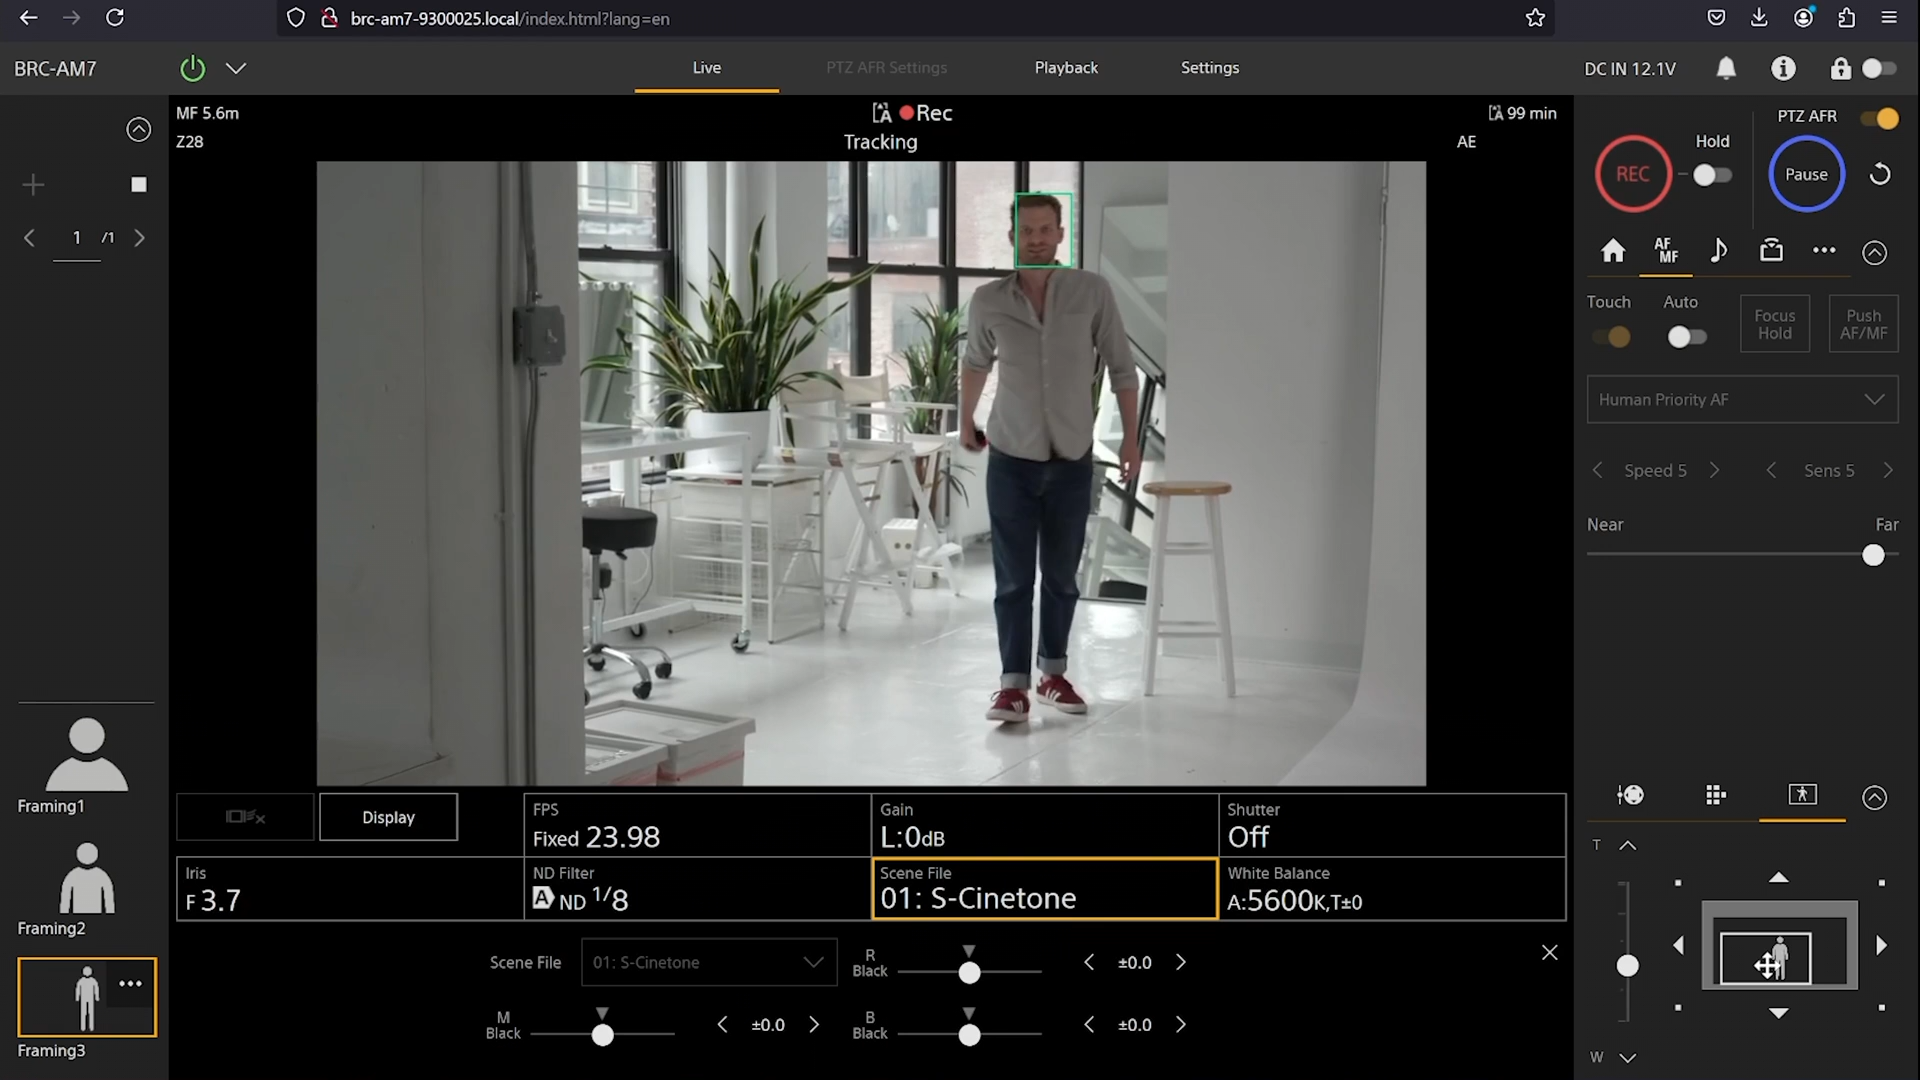 brc-am7-9300025.local/index.html?lang=en
BRC-AM7
Live
PTZ AFR Settings
Playback
Settings
DC IN 12.1V
MF 5.6m
Z28
A Rec
Tracking
A 99 min
AE
REC
Hold
PTZ AFR
Pause
1 /1
AF
MF
Touch
Auto
Focus
Hold
Push
AF/MF
Human Priority AF
Speed 5
Sens 5
Near
Far
Framing1
Framing2
Framing3
Display
FPS
Fixed 23.98
Gain
L:0dB
Shutter
Off
Iris
F 3.7
ND Filter
A ND 1/8
Scene File
01: S-Cinetone
White Balance
A:5600K,T±0
Scene File
01: S-Cinetone
R
Black
±0.0
M
Black
±0.0
B
Black
±0.0
T
W